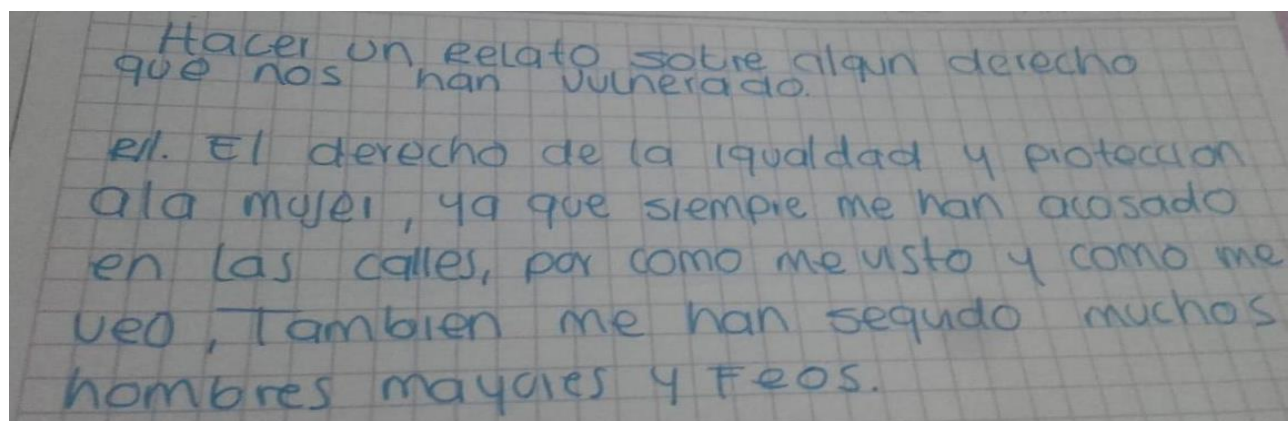 Hacer un Relato sobre algun derecho
que nos han vulnerado.
en. El derecho de la igualdad y proteccion
ala mujer, ya que siempre me han acosado
en las calles, por como me visto y como me
veo, Tambien me han seguido muchos
hombres mayores y Feos.